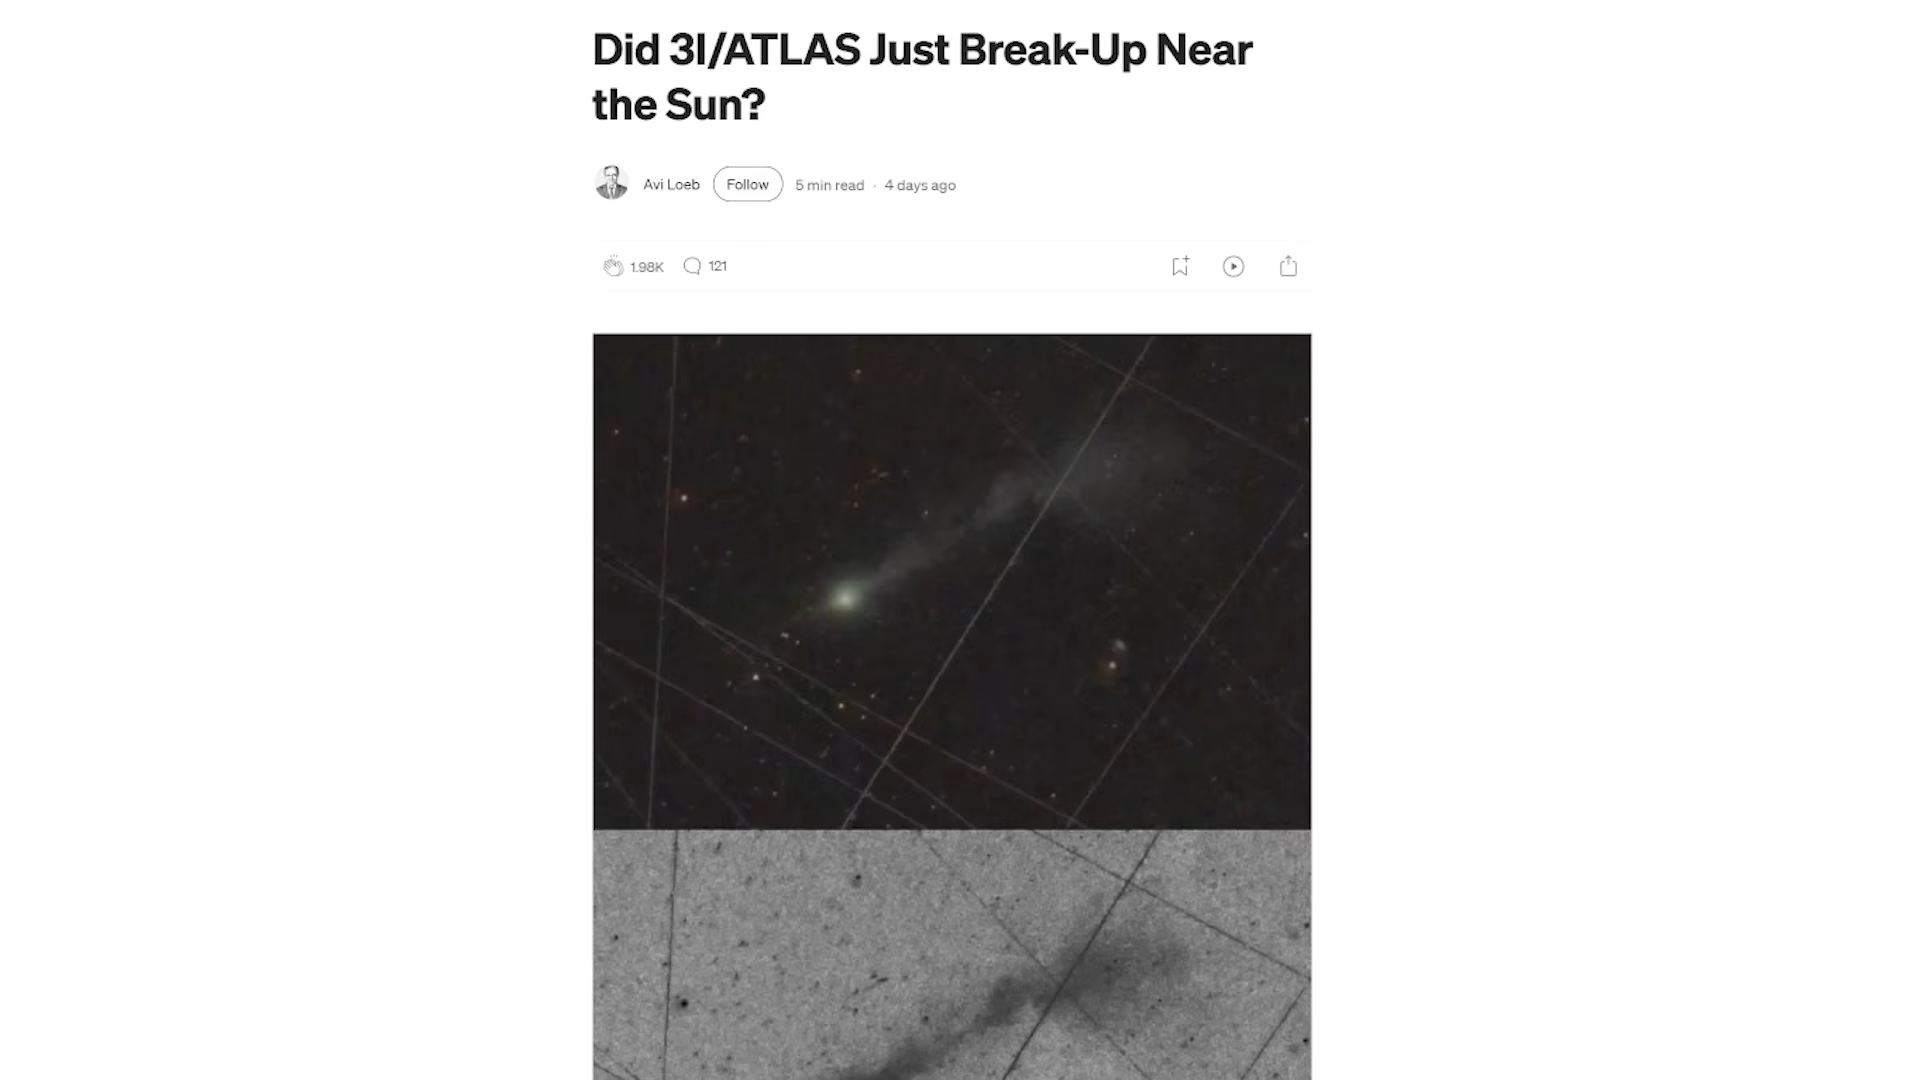 Did 3I/ATLAS Just Break-Up Near
the Sun?
Avi Loeb Follow 5 min read · 4 days ago
1.98K 121